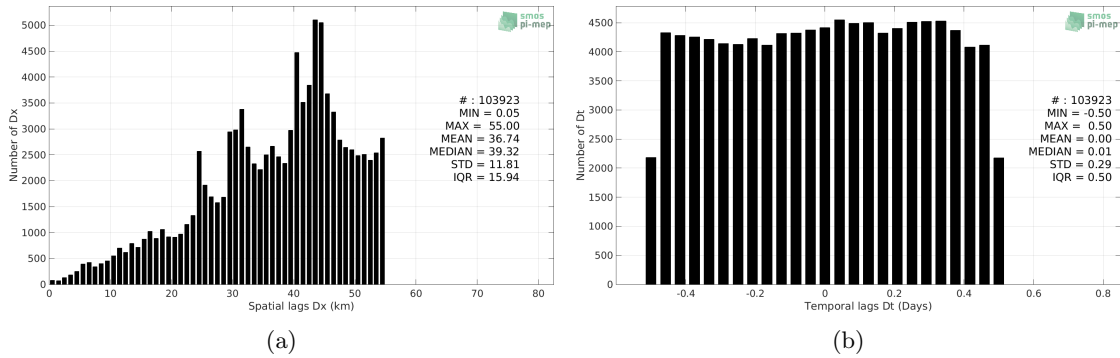 5000
4500
4000
3500
3000
2500
2000
1500
1000
500
0
Number of Dx
0 10 20 30 40 50 60 70 80
Spatial lags Dx (km)
smos
pi-mep
# : 103923
MIN = 0.05
MAX = 55.00
MEAN = 36.74
MEDIAN = 39.32
STD = 11.81
IQR = 15.94
(a)
4500
4000
3500
3000
2500
2000
1500
1000
500
0
Number of Dt
-0.4 -0.2 0 0.2 0.4 0.6 0.8
Temporal lags Dt (Days)
smos
pi-mep
# : 103923
MIN = -0.50
MAX = 0.50
MEAN = 0.00
MEDIAN = 0.01
STD = 0.29
IQR = 0.50
(b)